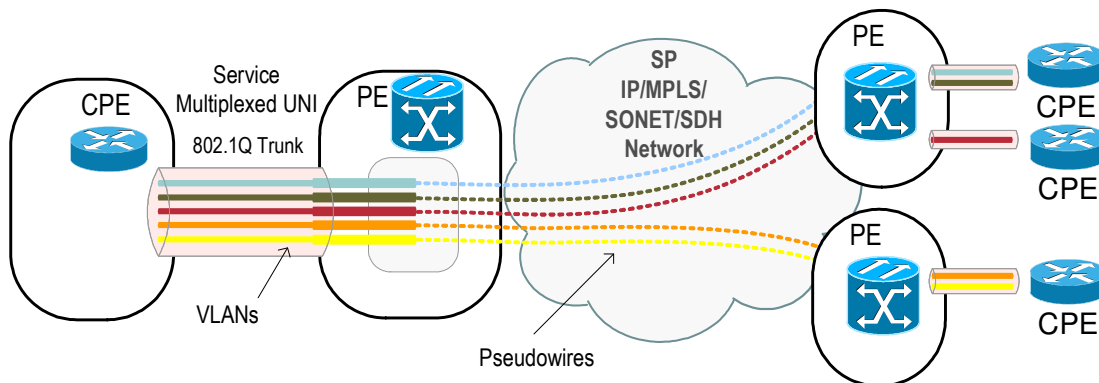 CPE
Service
Multiplexed UNI
802.1Q Trunk
PE
SP
IP/MPLS/
SONET/SDH
Network
PE
CPE
CPE
PE
CPE
VLANs
Pseudowires